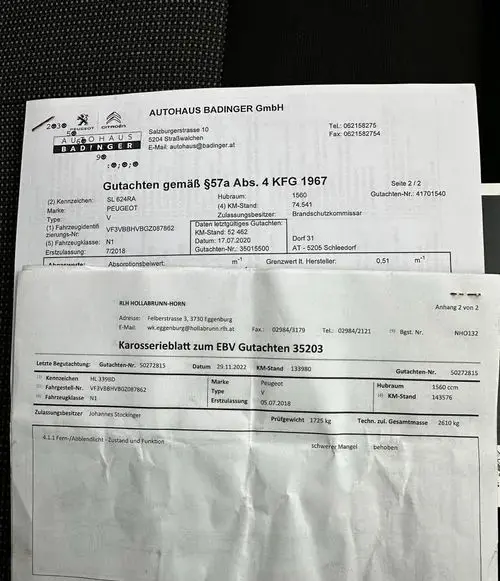 AUTOHAUS BADINGER GmbH
PEUGEOT CITROËN
AUTOHAUS
BADINGER
Salzburgerstrasse 10
5204 Straßwalchen
E-Mail: autohaus@badinger.at
Tel.: 062158275
Fax: 0621582754
Gutachten gemäß §57a Abs. 4 KFG 1967
Seite 2 / 2
Gutachten-Nr.: 41701540
(2) Kennzeichen: SL 624RA
Marke: PEUGEOT
Type: V
(1) Fahrzeugidentifizierungs-Nr.: VF3VBBHVBGZ087862
(5) Fahrzeugklasse: N1
Erstzulassung: 7/2018
Hubraum: 1560
(4) KM-Stand: 74.541
Zulassungsbesitzer: Brandschutzkommissar
Daten letztgültiges Gutachten:
KM-Stand: 52 462
Datum: 17.07.2020
Gutachten-Nr.: 35015500
Dorf 31
AT - 5205 Schleedorf
Abgaswerte Absorptionsbeiwert: m⁻¹ Grenzwert lt. Hersteller: 0,51 m⁻¹
RLH HOLLABRUNN-HORN
Anhang 2 von 2
Adresse: Felberstrasse 3, 3730 Eggenburg
E-Mail: wk.eggenburg@hollabrunn.rlh.at Fax.: 02984/3179 Tel.: 02984/2121 Bgst. Nr. NHO132
Karosserieblatt zum EBV Gutachten 35203
Letzte Begutachtung: Gutachten-Nr. 50272815 Datum 29.11.2022 KM-Stand 133980 Gutachten-Nr. 50272815
Kennzeichen HL 339BD
Fahrgestell-Nr. VF3VBBHVBGZ087862
Fahrzeugklasse N1
Marke Peugeot
Type V
Erstzulassung 05.07.2018
Hubraum 1560 ccm
(4) KM-Stand 143576
Zulassungsbesitzer Johannes Stockinger Prüfgewicht 1725 kg Techn. zul. Gesamtmasse 2610 kg
4.1.1 Fern-/Abblendlicht - Zustand und Funktion schwerer Mangel behoben